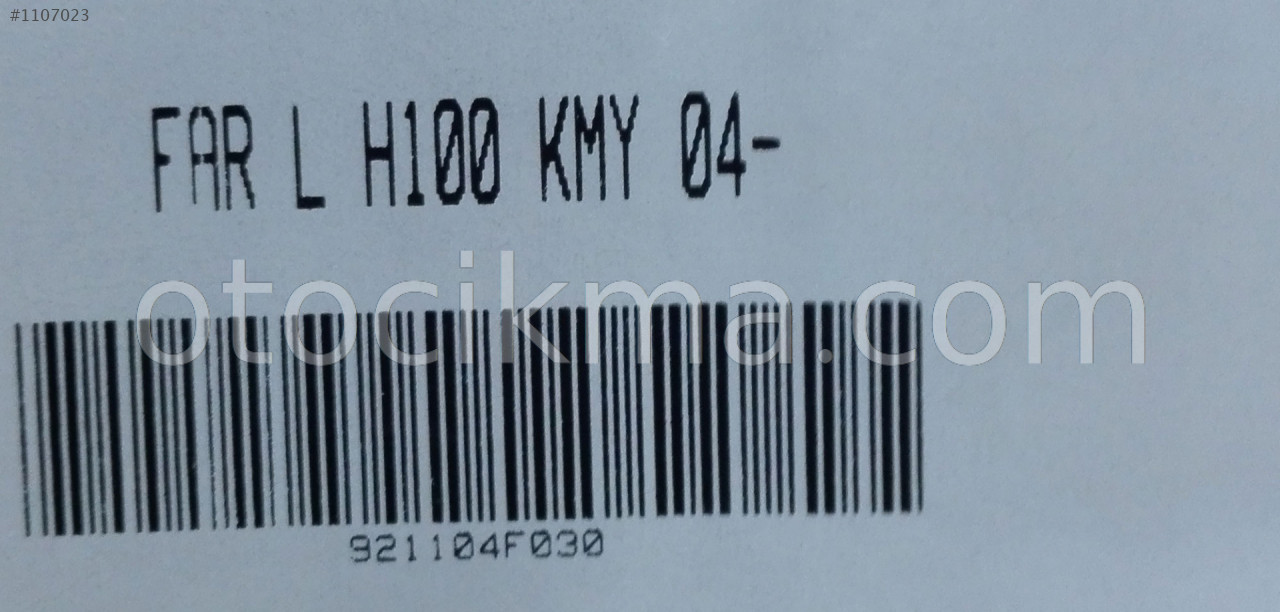 #1107023
FAR L H100 KMY 04-
otocikma.com
921104F030